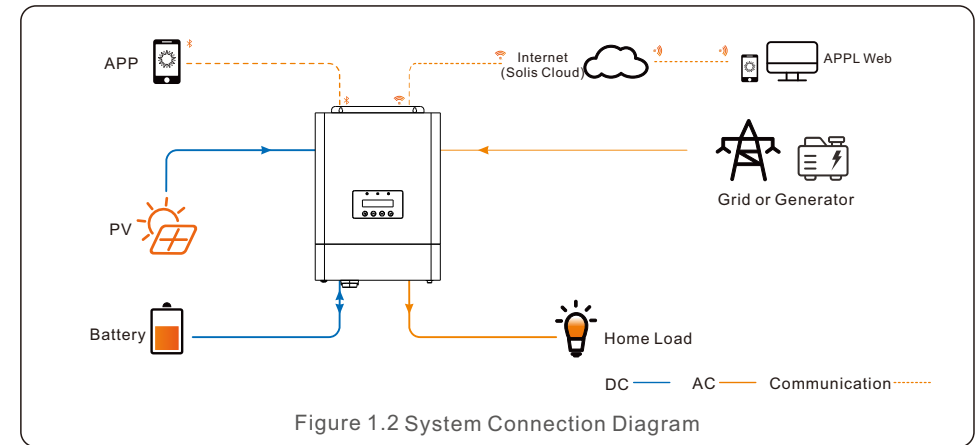 APP
Internet
(Solis Cloud)
APPL Web
Grid or Generator
PV
Battery
Home Load
DC
AC
Communication
Figure 1.2 System Connection Diagram